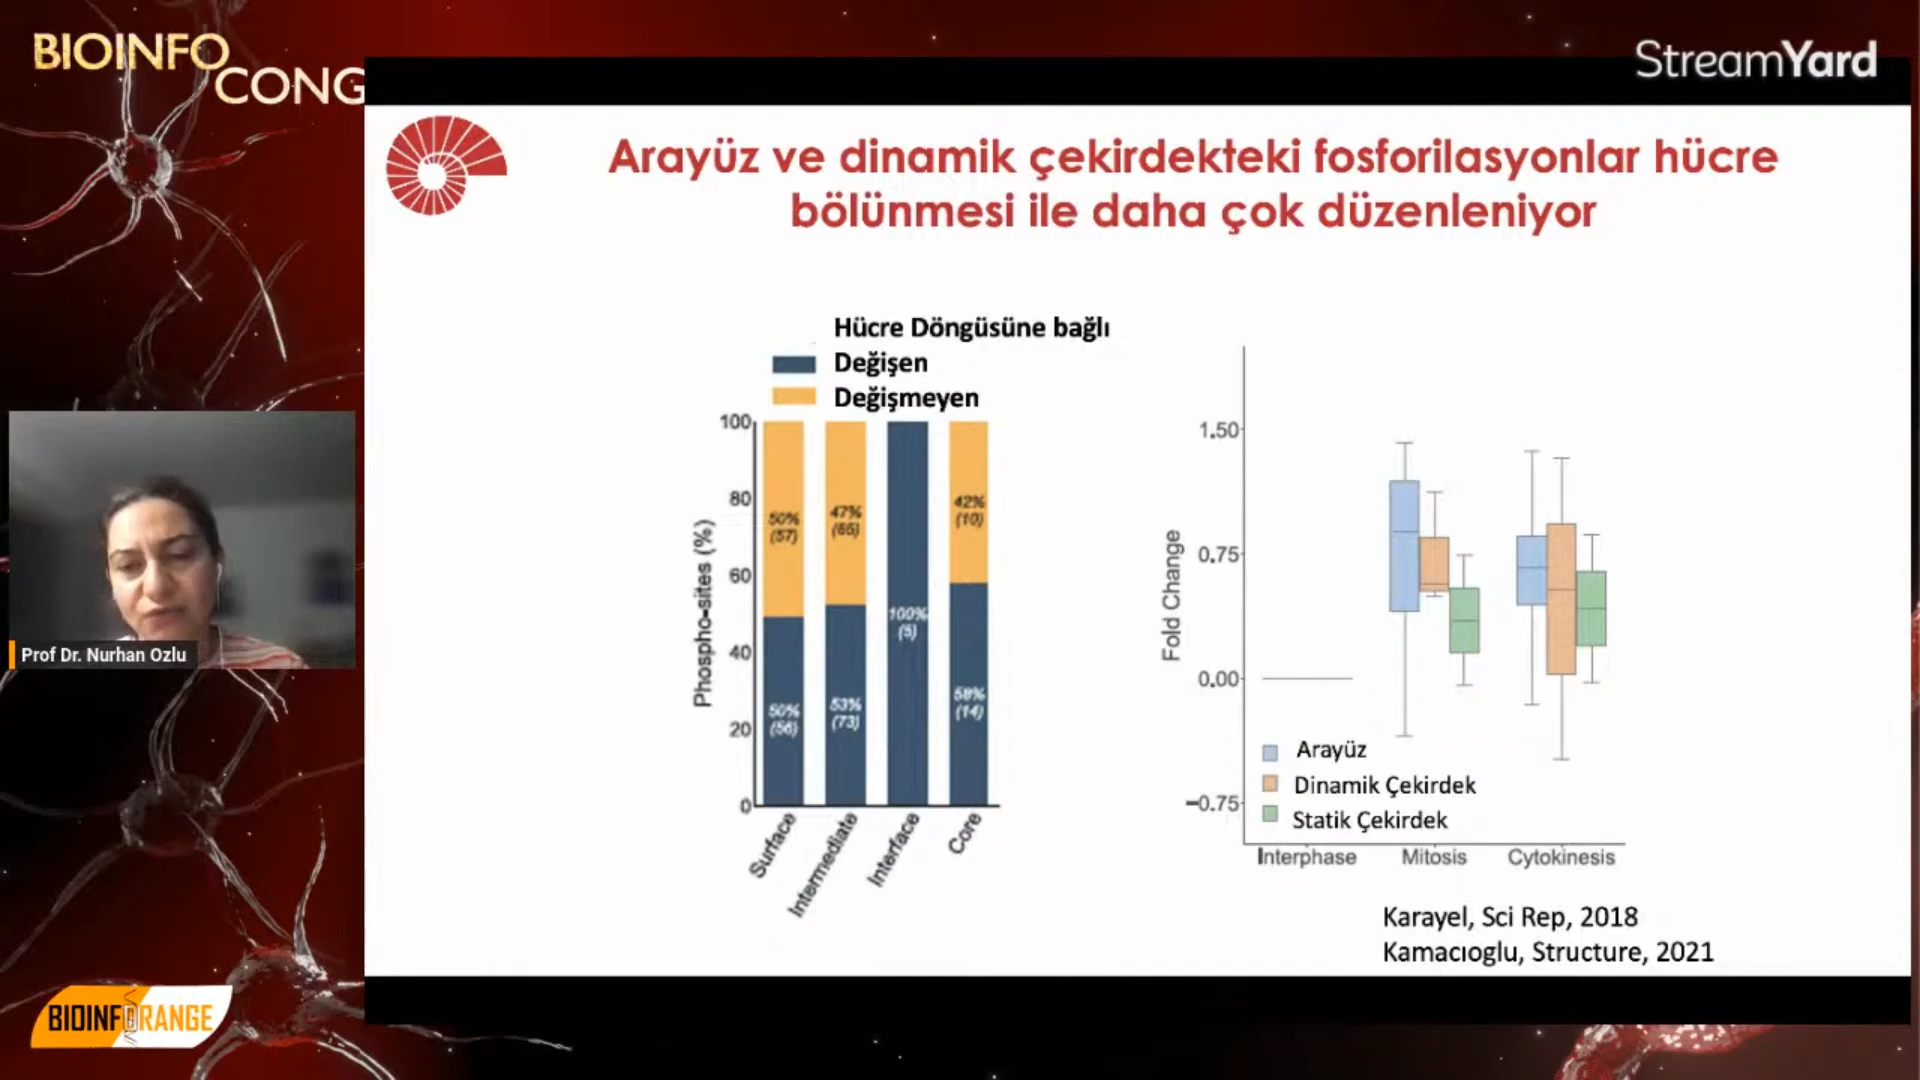 BIOINFO
CONG
StreamYard
Arayüz ve dinamik çekirdekteki fosforilasyonlar hücre
bölünmesi ile daha çok düzenleniyor
Hücre Döngüsüne bağlı
Değişen
Değişmeyen
Phospho-sites (%)
100
80
60
40
20
0
50%
(57)
47%
(65)
42%
(10)
100%
(5)
50%
(56)
53%
(73)
58%
(14)
Surface
Intermediate
Interface
Core
Fold Change
1.50
0.75
0.00
−0.75
Arayüz
Dinamik Çekirdek
Statik Çekirdek
Interphase
Mitosis
Cytokinesis
Karayel, Sci Rep, 2018
Kamacıoglu, Structure, 2021
Prof Dr. Nurhan Ozlu
BIOINFORANGE